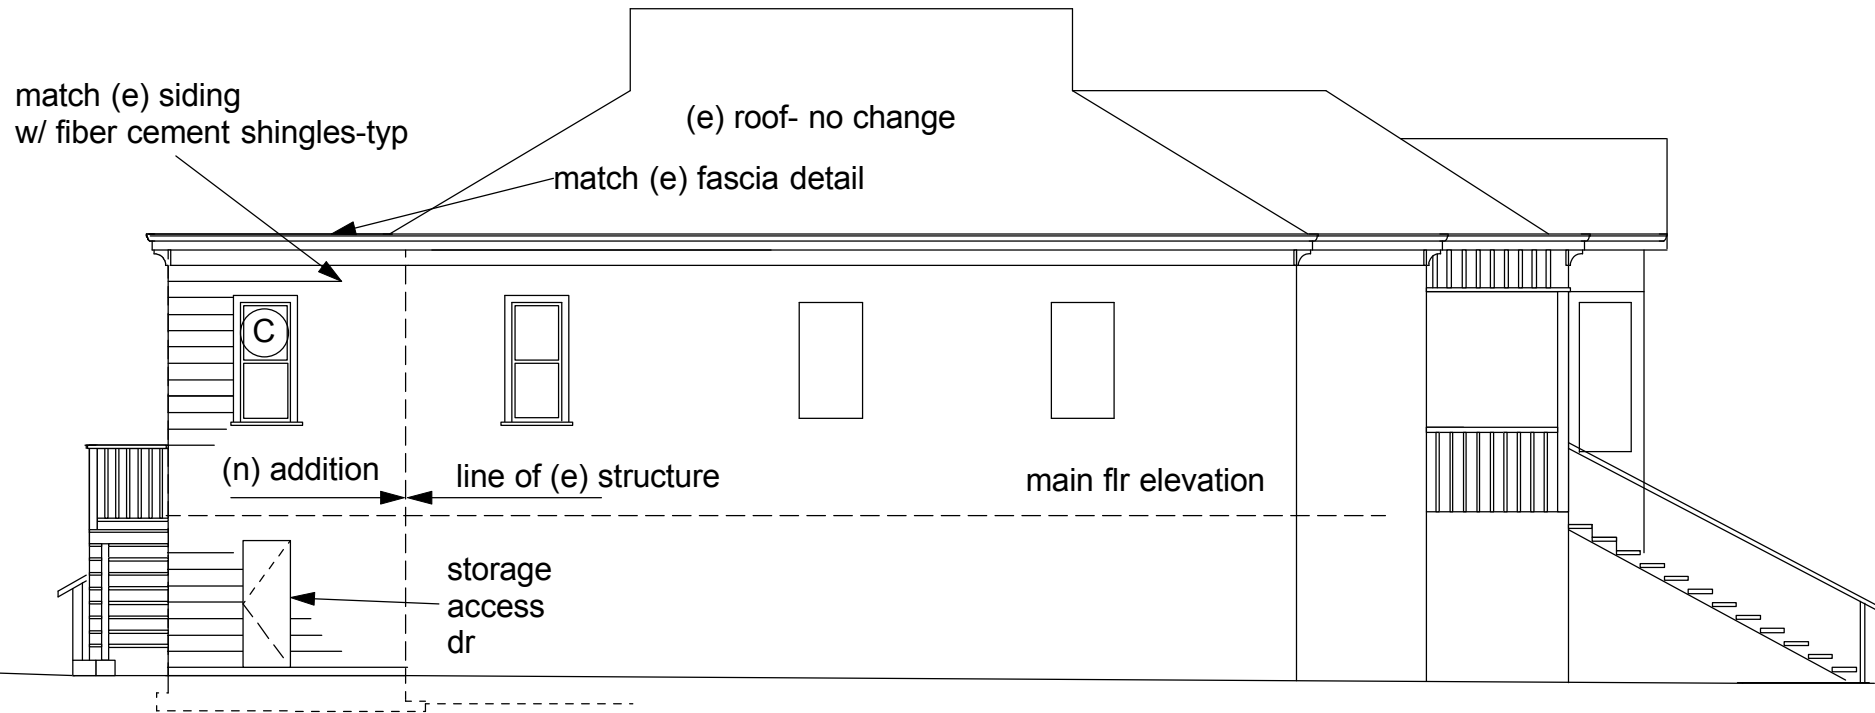 match (e) siding
w/ fiber cement shingles-typ
(e) roof- no change
match (e) fascia detail
C
(n) addition
line of (e) structure
main flr elevation
storage
access
dr